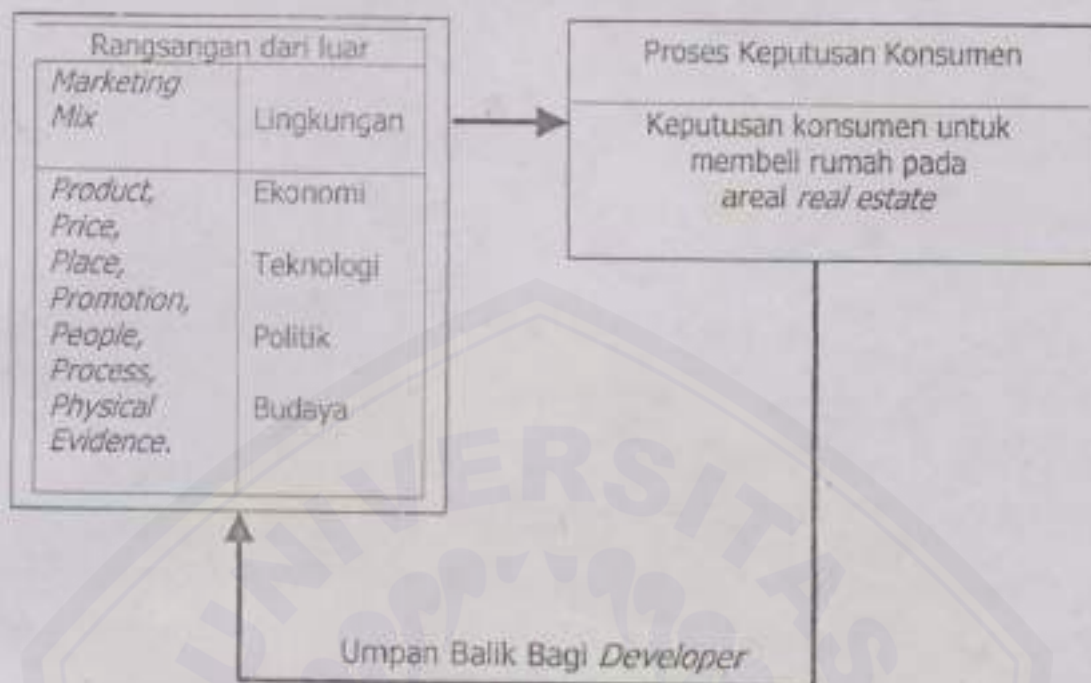 Rangsangan dari luar
Marketing
Mix
Lingkungan
Product,
Price,
Place,
Promotion,
People,
Process,
Physical
Evidence.
Ekonomi
Teknologi
Politik
Budaya
Proses Keputusan Konsumen
Keputusan konsumen untuk
membeli rumah pada
areal real estate
Umpan Balik Bagi Developer
UNIVERSITAS